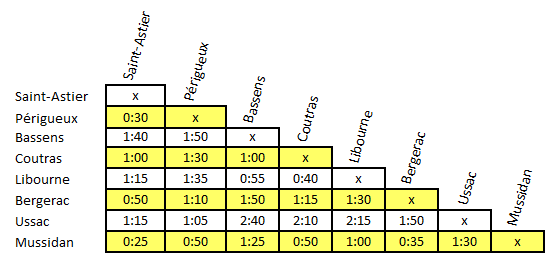 Saint-Astier Périgueux Bassens Coutras Libourne Bergerac Ussac Mussidan
Saint-Astier x
Périgueux 0:30 x
Bassens 1:40 1:50 x
Coutras 1:00 1:30 1:00 x
Libourne 1:15 1:35 0:55 0:40 x
Bergerac 0:50 1:10 1:50 1:15 1:30 x
Ussac 1:15 1:05 2:40 2:10 2:15 1:50 x
Mussidan 0:25 0:50 1:25 0:50 1:00 0:35 1:30 x